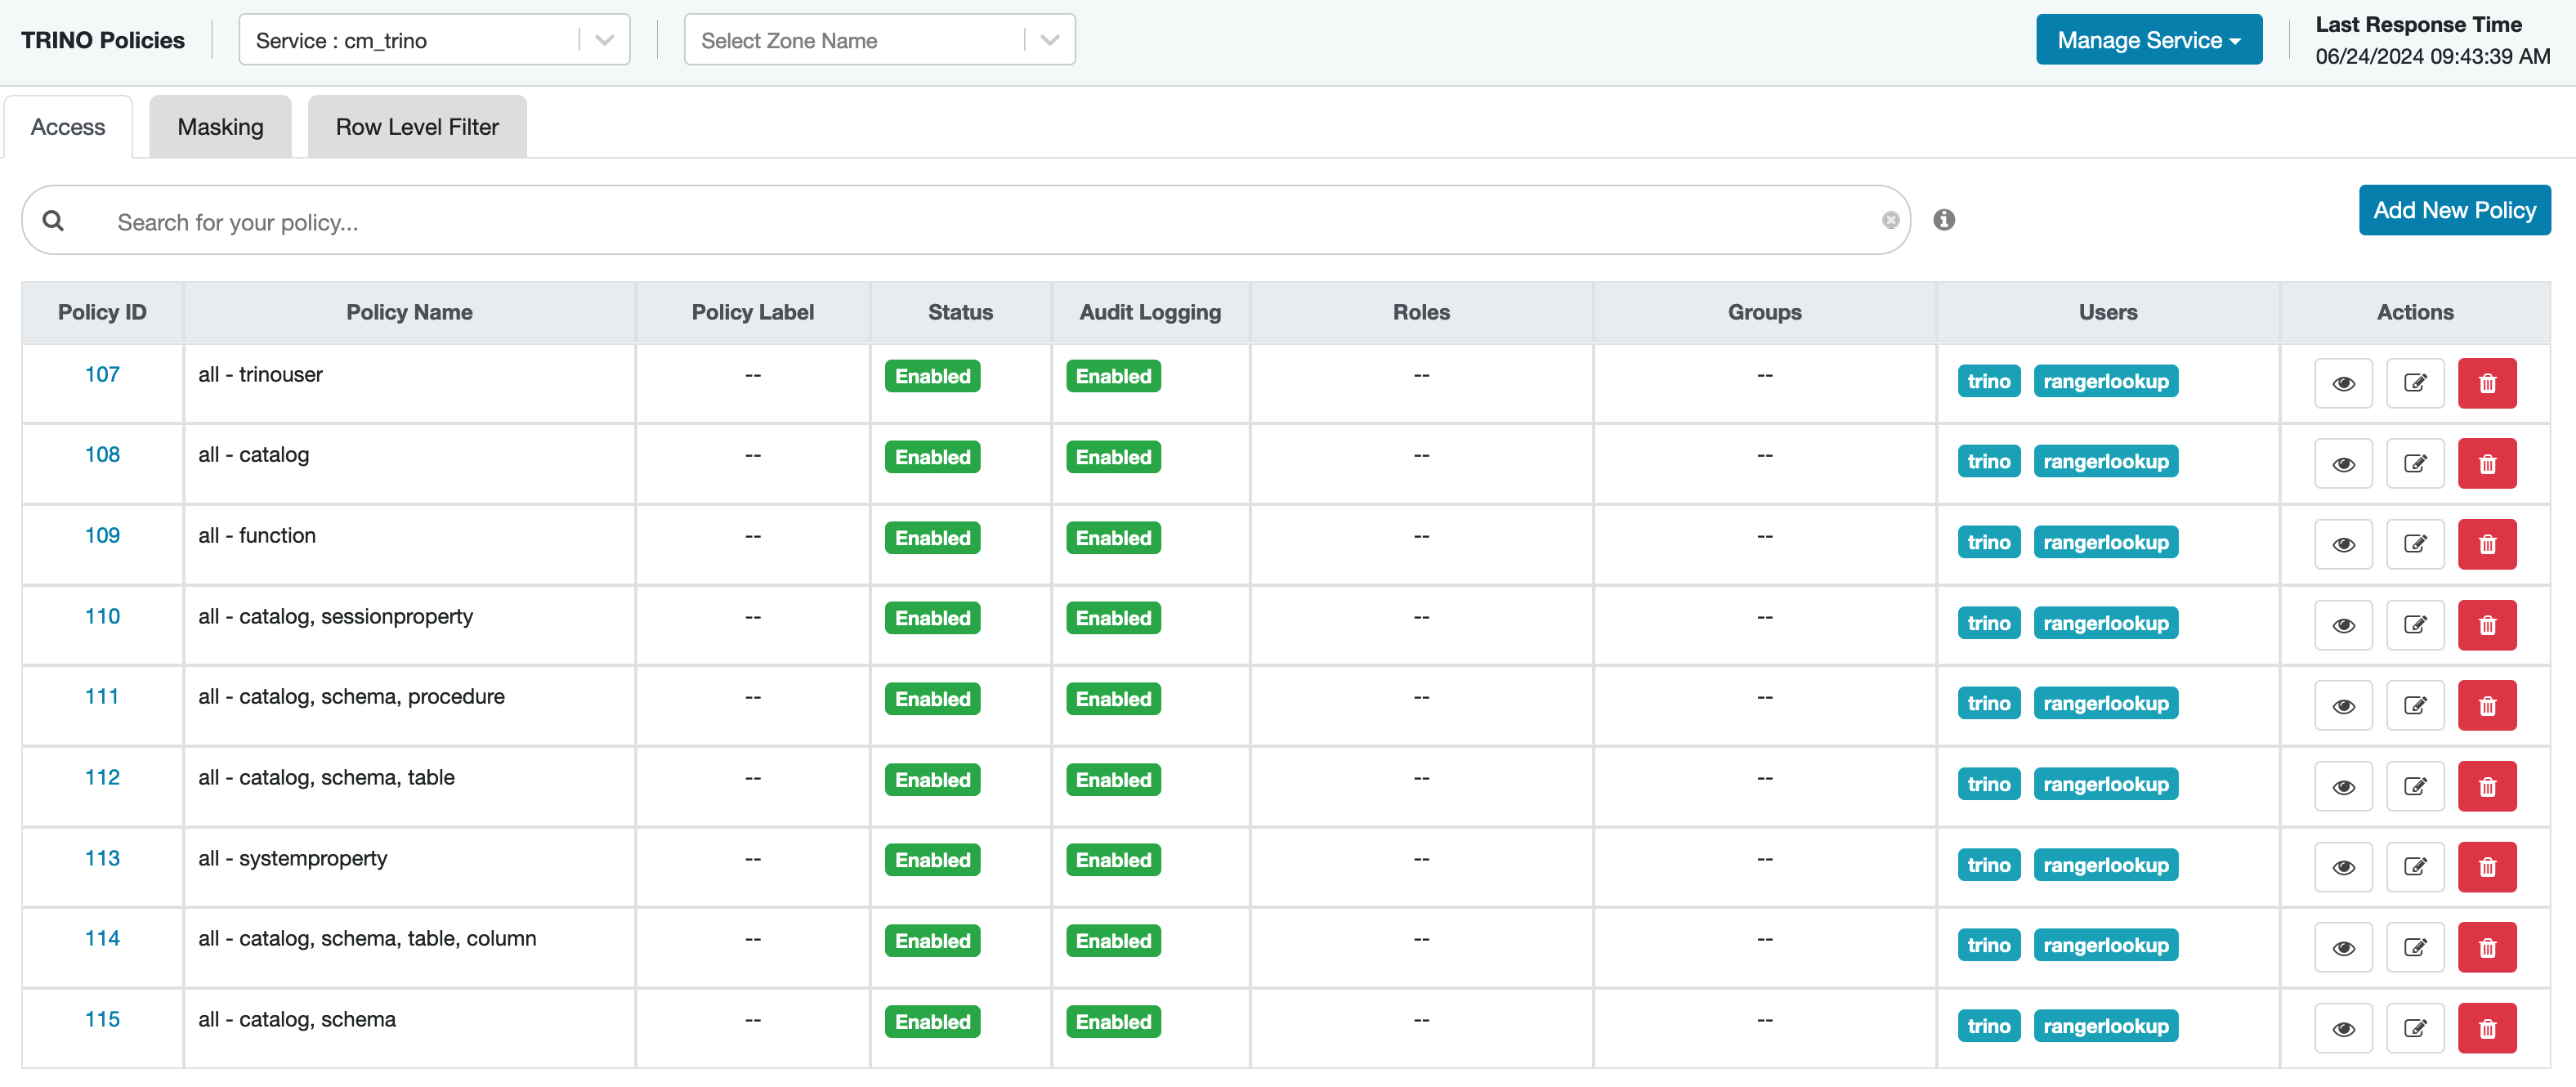 TRINO Policies
Service : cm_trino
Select Zone Name
Manage Service
Last Response Time
06/24/2024 09:43:39 AM
Access
Masking
Row Level Filter
Search for your policy...
Add New Policy
Policy ID Policy Name Policy Label Status Audit Logging Roles Groups Users Actions
107 all - trinouser -- Enabled Enabled -- -- trino rangerlookup
108 all - catalog -- Enabled Enabled -- -- trino rangerlookup
109 all - function -- Enabled Enabled -- -- trino rangerlookup
110 all - catalog, sessionproperty -- Enabled Enabled -- -- trino rangerlookup
111 all - catalog, schema, procedure -- Enabled Enabled -- -- trino rangerlookup
112 all - catalog, schema, table -- Enabled Enabled -- -- trino rangerlookup
113 all - systemproperty -- Enabled Enabled -- -- trino rangerlookup
114 all - catalog, schema, table, column -- Enabled Enabled -- -- trino rangerlookup
115 all - catalog, schema -- Enabled Enabled -- -- trino rangerlookup